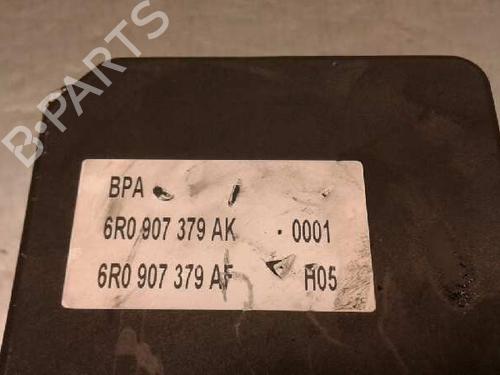 B-PARTS
BPA
6R0 907 379 AK 0001
6R0 907 379 AF H05